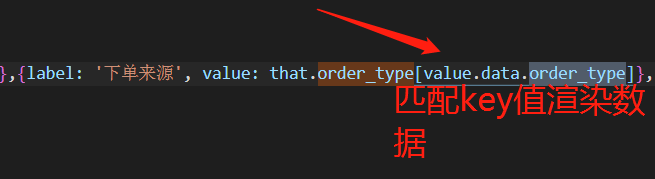 },{label: '下单来源', value: that.order_type[value.data.order_type]},
匹配key值渲染数
据